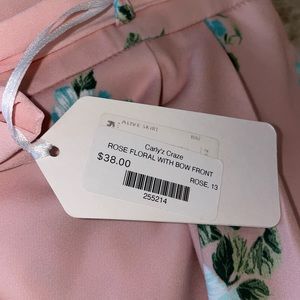 Carly'z Craze
ROSE FLORAL WITH BOW FRONT
$38.00
ROSE, 13
255214